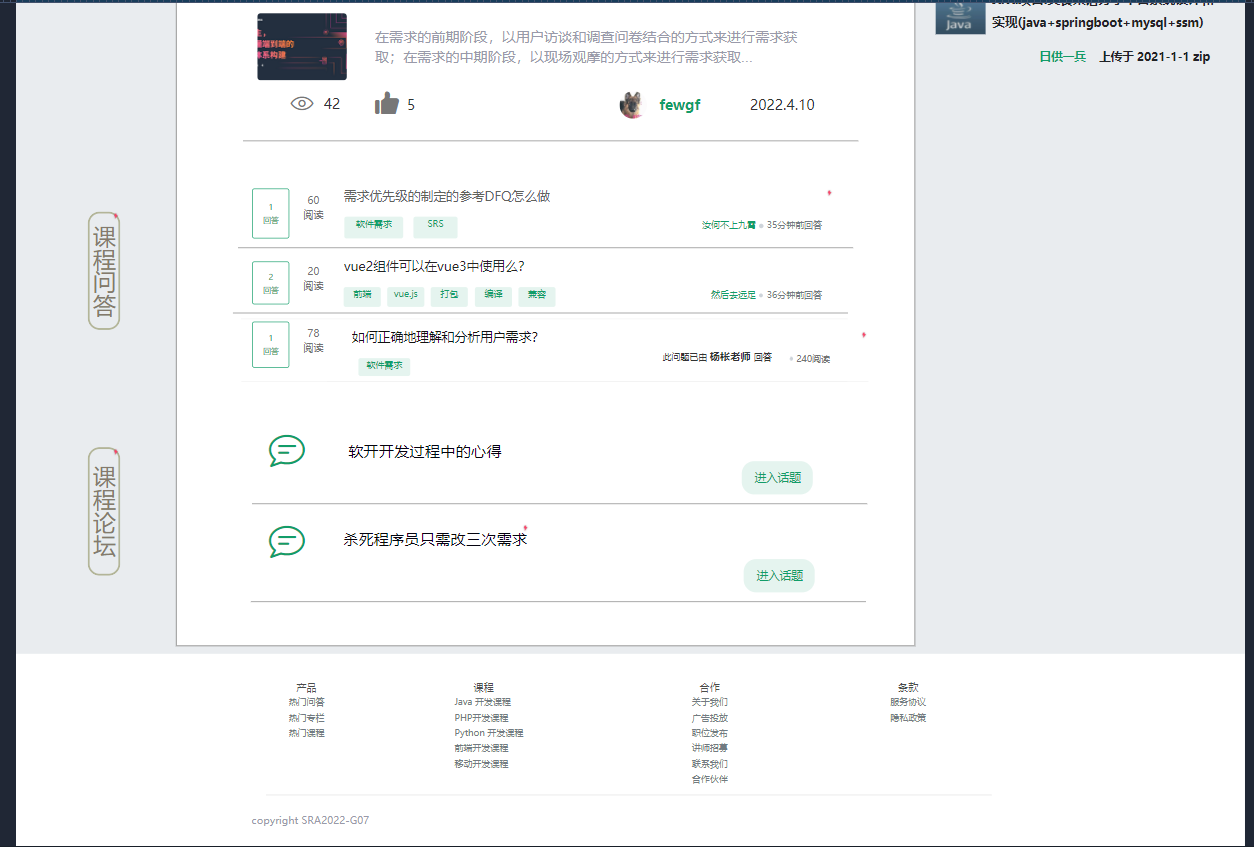 端到端的
体系构建
在需求的前期阶段，以用户访谈和调查问卷结合的方式来进行需求获
取；在需求的中期阶段，以现场观摩的方式来进行需求获取...
42
5
fewgf
2022.4.10
java
实现(java+springboot+mysql+ssm)
日供一兵 上传于 2021-1-1 zip
课程问答
1
回答
60
阅读
需求优先级的制定的参考DFQ怎么做
软件需求 SRS
汝何不上九霄 35分钟前回答
2
回答
20
阅读
vue2组件可以在vue3中使用么?
前端 vue.js 打包 编译 兼容
然后去远足 36分钟前回答
1
回答
78
阅读
如何正确地理解和分析用户需求?
软件需求
此问题已由 杨枨老师 回答 240阅读
课程论坛
软开开发过程中的心得
进入话题
杀死程序员只需改三次需求
进入话题
产品
热门问答
热门专栏
热门课程
课程
Java 开发课程
PHP开发课程
Python 开发课程
前端开发课程
移动开发课程
合作
关于我们
广告投放
职位发布
讲师招募
联系我们
合作伙伴
条款
服务协议
隐私政策
copyright SRA2022-G07